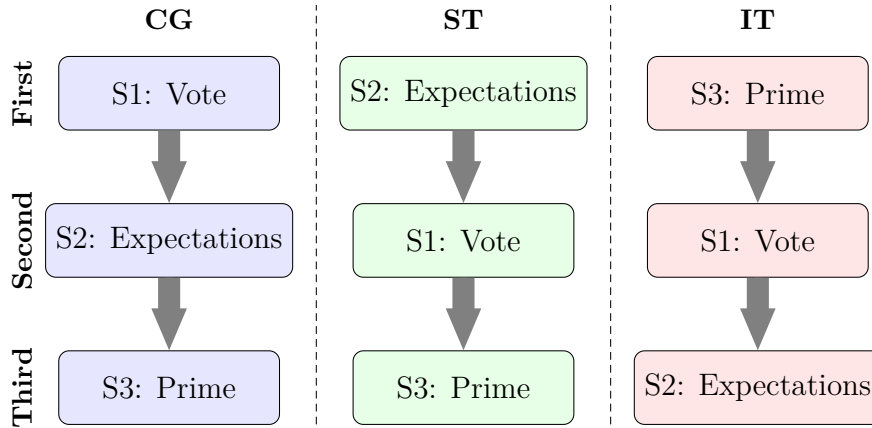 CG ST IT
First S1: Vote S2: Expectations S3: Prime
Second S2: Expectations S1: Vote S1: Vote
Third S3: Prime S3: Prime S2: Expectations